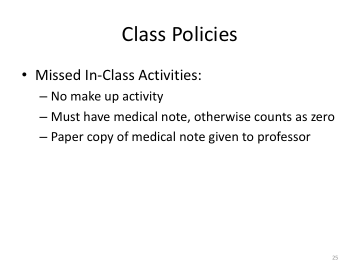 Class Policies
• Missed In-Class Activities:
– No make up activity
– Must have medical note, otherwise counts as zero
– Paper copy of medical note given to professor
25